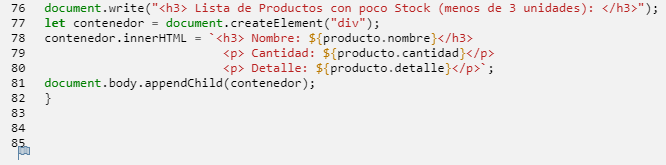 76 document.write("<h3> Lista de Productos con poco Stock (menos de 3 unidades): </h3>");
77 let contenedor = document.createElement("div");
78 contenedor.innerHTML = `<h3> Nombre: ${producto.nombre}</h3>
79 <p> Cantidad: ${producto.cantidad}</p>
80 <p> Detalle: ${producto.detalle}</p>`;
81 document.body.appendChild(contenedor);
82 }
83
84
85